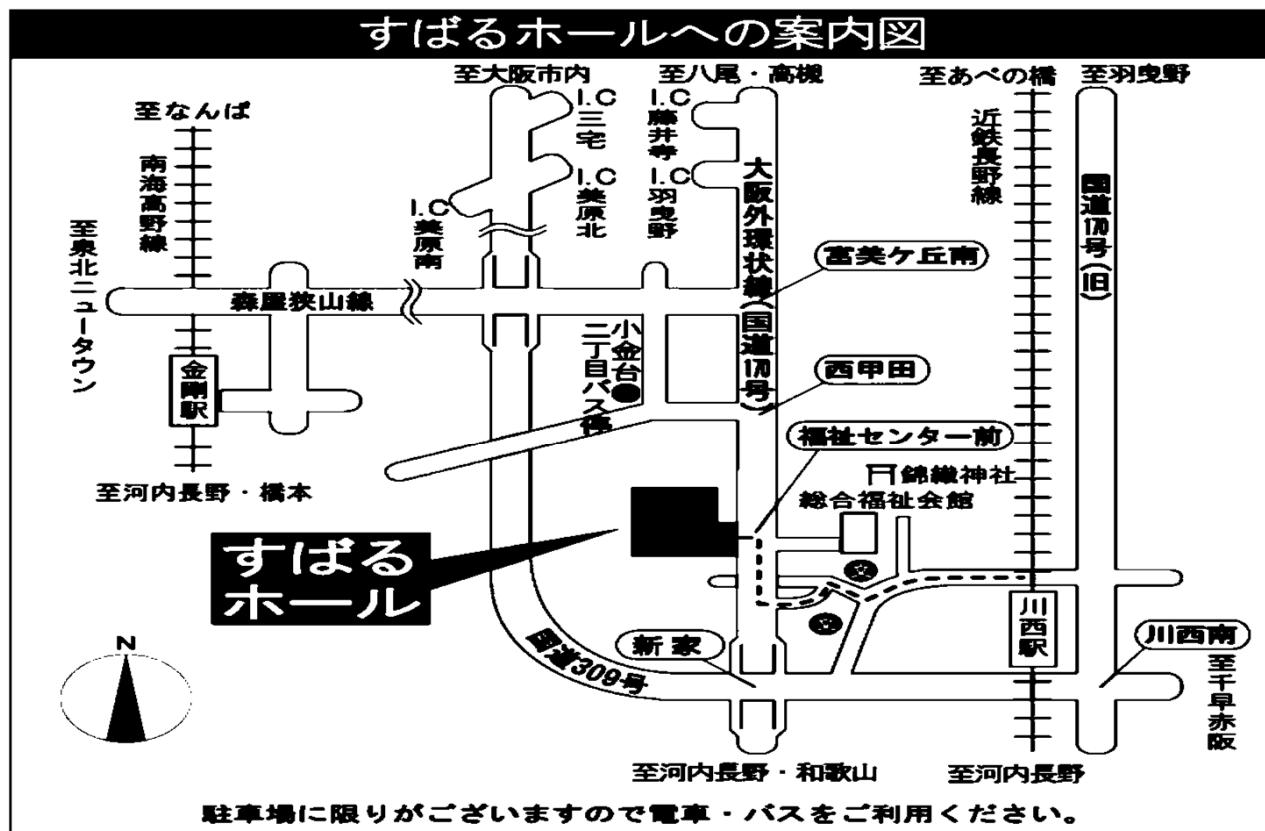 すばるホールへの案内図
至大阪市内
至八尾・高槻
至あべの橋
至羽曳野
至なんば
I.C三宅
I.C藤井寺
近鉄長野線
南海高野線
I.C美原北
I.C羽曳野
大阪外環状線(国道170号)
国道170号(旧)
I.C美原南
至泉北ニュータウン
富美ケ丘南
森屋狭山線
小金台
二丁目バス停
金剛駅
西甲田
福祉センター前
錦織神社
至河内長野・橋本
総合福祉会館
すばる
ホール
川西駅
新家
川西南
N
国道309号
至千早赤阪
至河内長野・和歌山
至河内長野
駐車場に限りがございますので電車・バスをご利用ください。